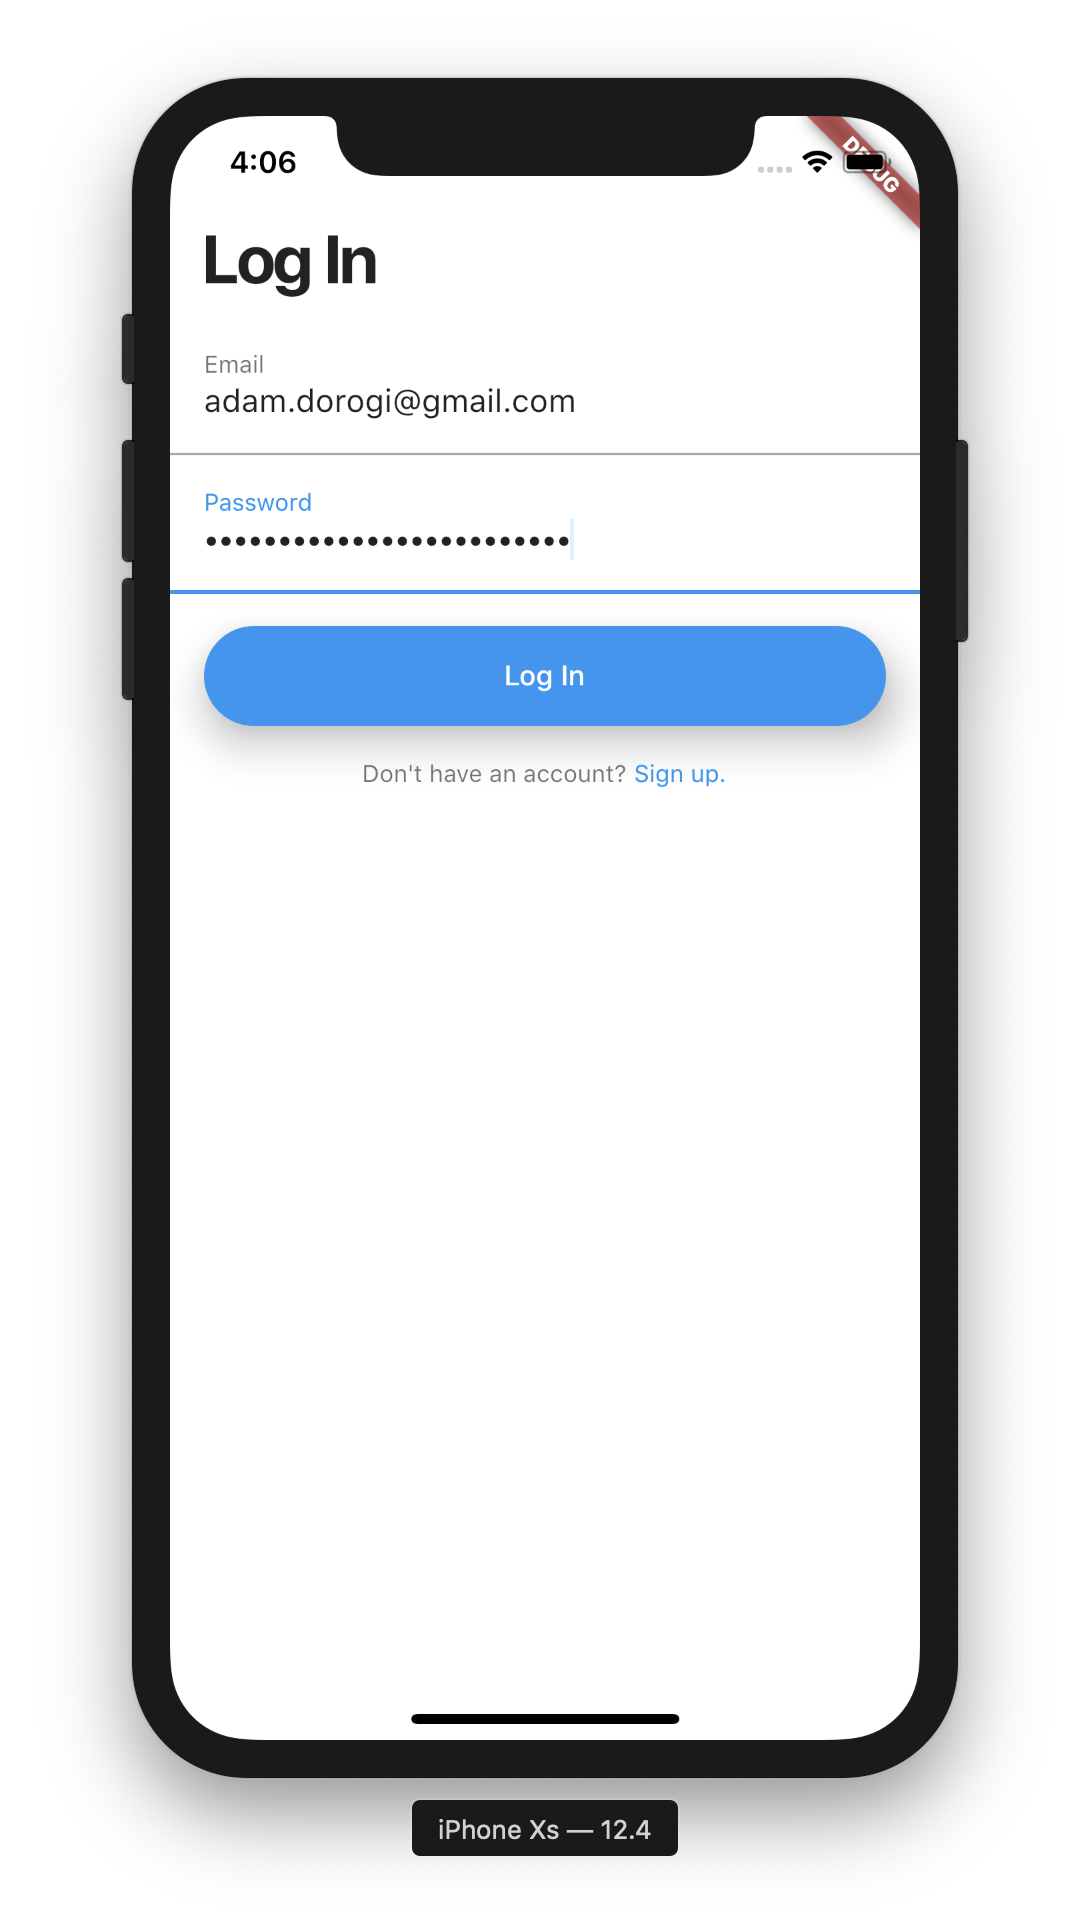 4:06
DEBUG
Log In
Email
adam.dorogi@gmail.com
Password
•••••••••••••••••••••••••
Log In
Don't have an account? Sign up.
iPhone Xs — 12.4